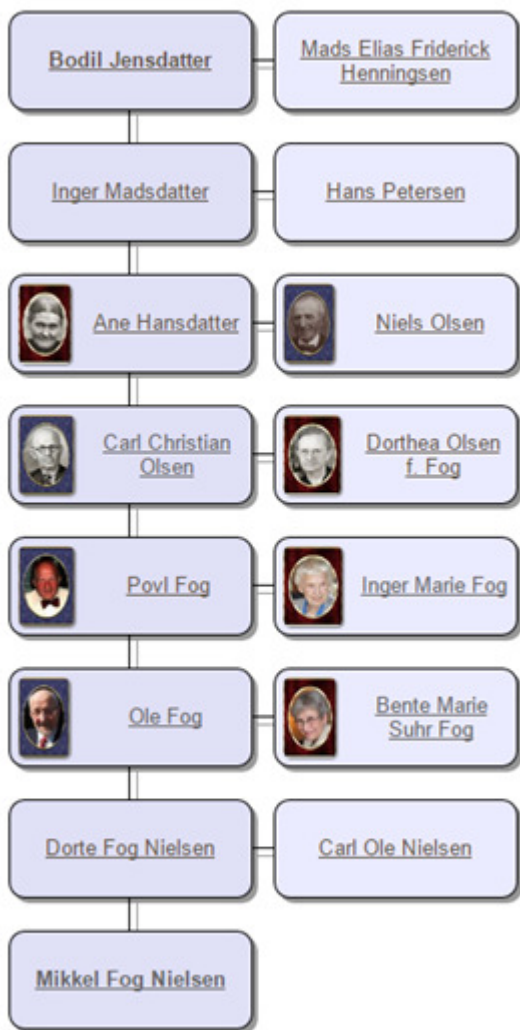 Bodil Jensdatter
Mads Elias Friderick
Henningsen
Inger Madsdatter
Hans Petersen
Ane Hansdatter
Niels Olsen
Carl Christian
Olsen
Dorthea Olsen
f. Fog
Povl Fog
Inger Marie Fog
Ole Fog
Bente Marie
Suhr Fog
Dorte Fog Nielsen
Carl Ole Nielsen
Mikkel Fog Nielsen